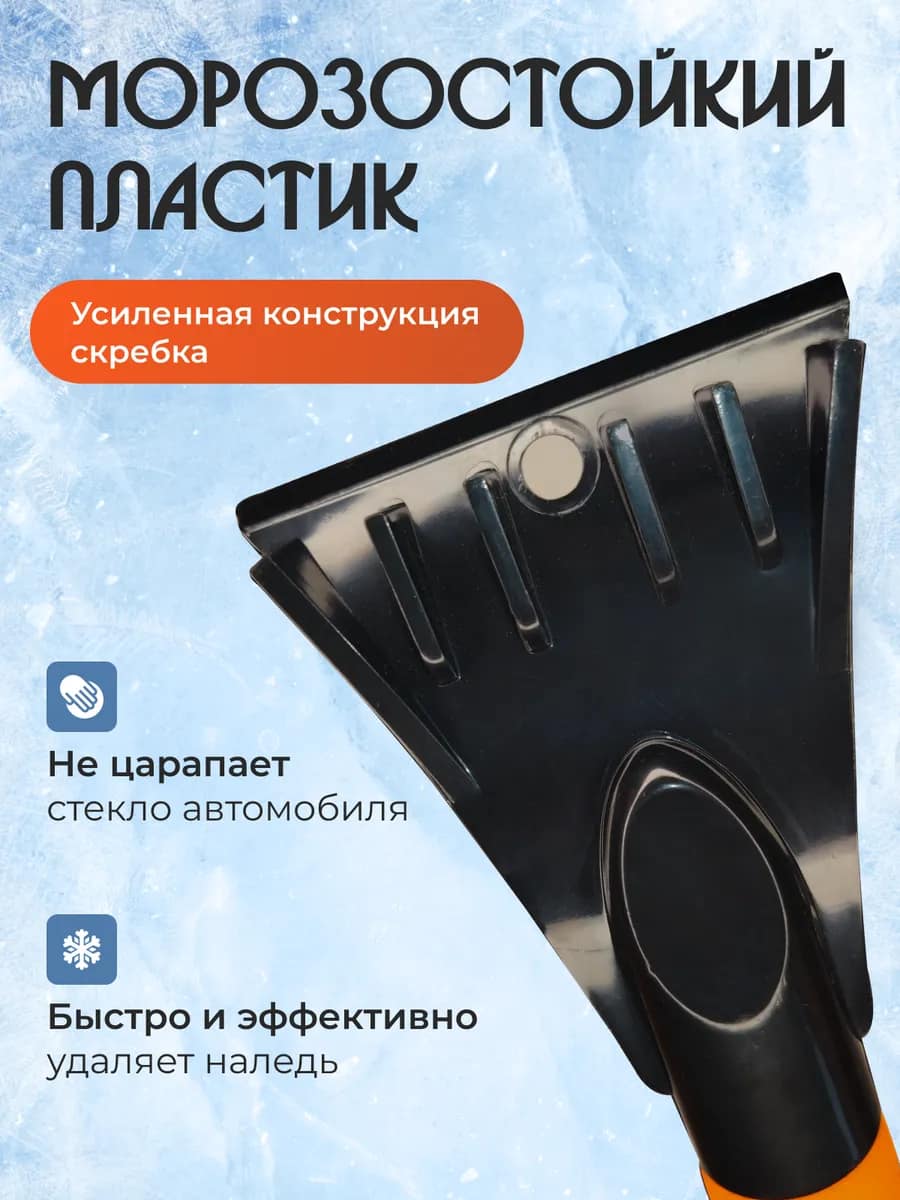 МОРОЗОСТОЙКИЙ
ПЛАСТИК
Усиленная конструкция
скребка
Не царапает
стекло автомобиля
Быстро и эффективно
удаляет наледь